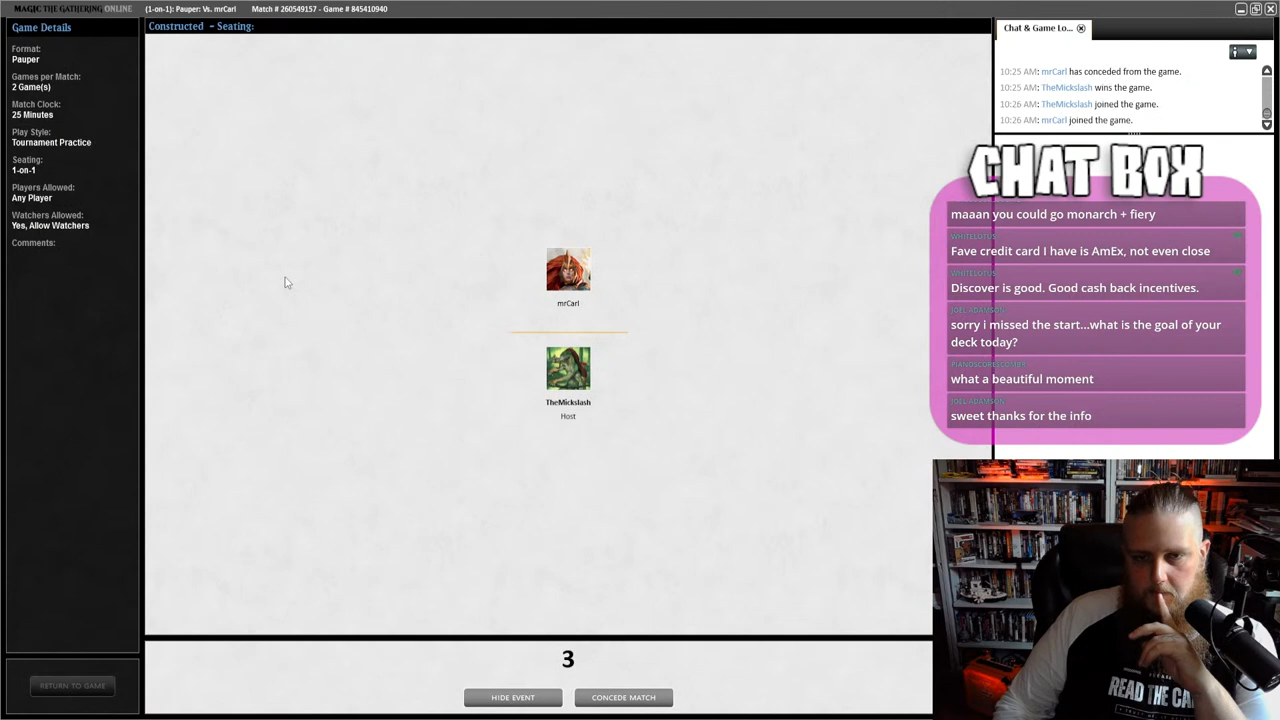 MAGIC THE GATHERING ONLINE (1-on-1): Pauper: Vs. mrCarl Match # 260549157 - Game # 845410940
Game Details
Format:
Pauper
Games per Match:
2 Game(s)
Match Clock:
25 Minutes
Play Style:
Tournament Practice
Seating:
1-on-1
Players Allowed:
Any Player
Watchers Allowed:
Yes, Allow Watchers
Comments:
RETURN TO GAME
Constructed - Seating:
mrCarl
TheMickslash
Host
3
HIDE EVENT CONCEDE MATCH
Chat & Game Lo...
10:25 AM: mrCarl has conceded from the game.
10:25 AM: TheMickslash wins the game.
10:26 AM: TheMickslash joined the game.
10:26 AM: mrCarl joined the game.
CHAT BOX
maaan you could go monarch + fiery
WHITELOTUS
Fave credit card I have is AmEx, not even close
WHITELOTUS
Discover is good. Good cash back incentives.
JOEL ADAMSON
sorry i missed the start...what is the goal of your
deck today?
PIANOSCORESCOMBR
what a beautiful moment
JOEL ADAMSON
sweet thanks for the info
READ THE